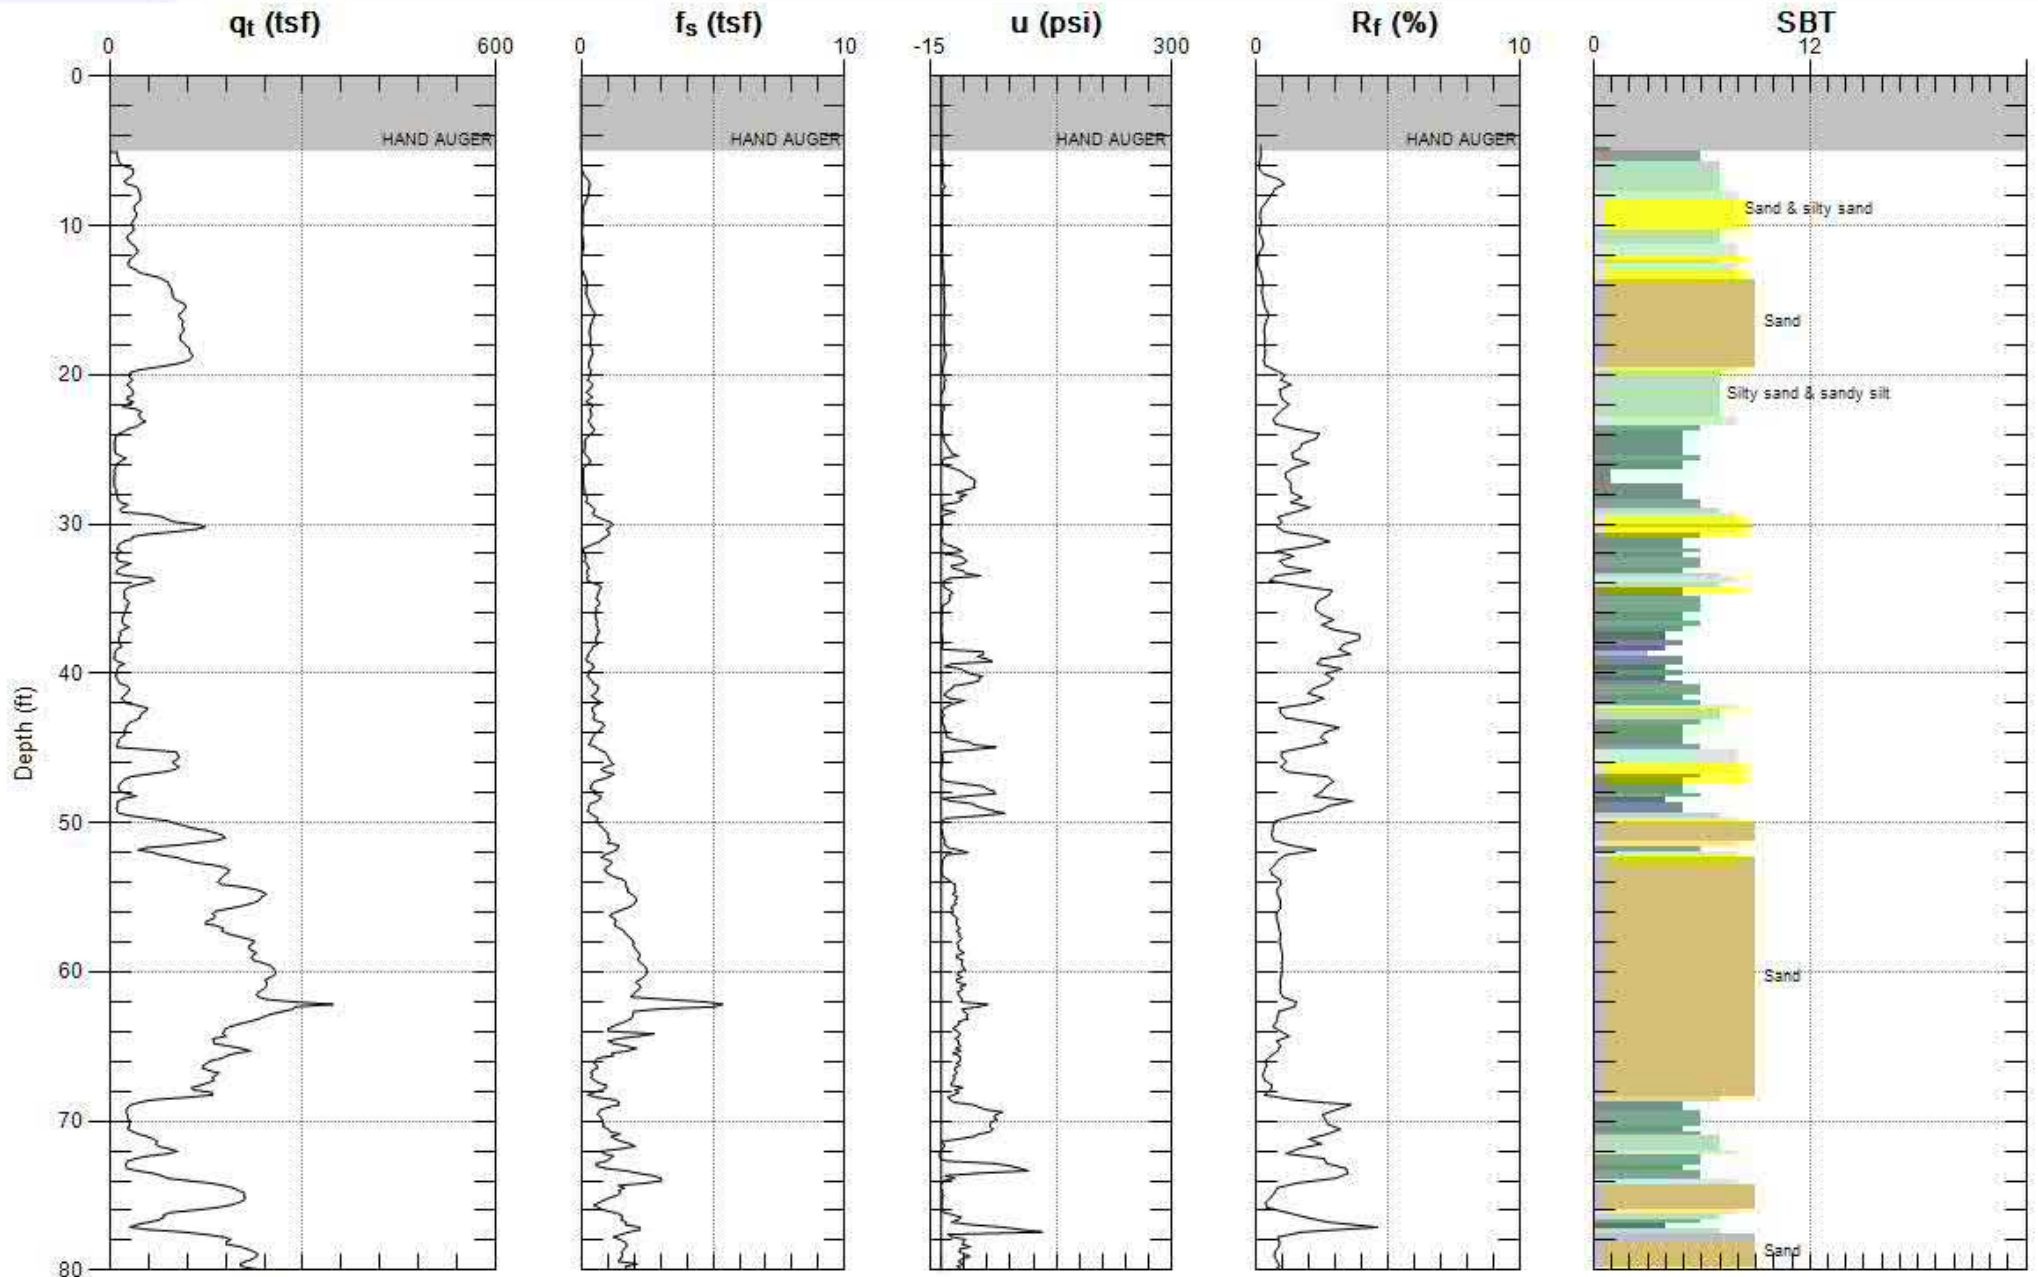 qt (tsf) fs (tsf) u (psi) Rf (%) SBT
0 600 0 10 -15 300 0 10 0 12
0
HAND AUGER HAND AUGER HAND AUGER HAND AUGER
Sand & silty sand
10
Sand
20
Silty sand & sandy silt
30
40
Depth (ft)
50
60
Sand
70
Sand
80